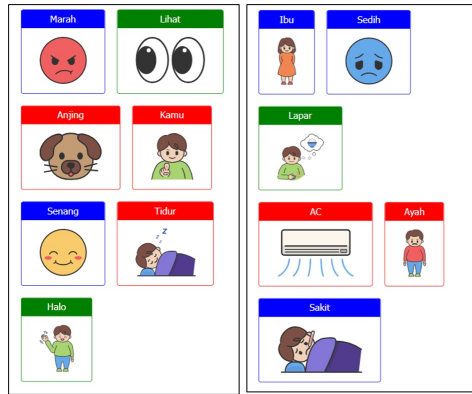 Marah
Lihat
Anjing
Kamu
Senang
Tidur
Halo
Ibu
Sedih
Lapar
AC
Ayah
Sakit